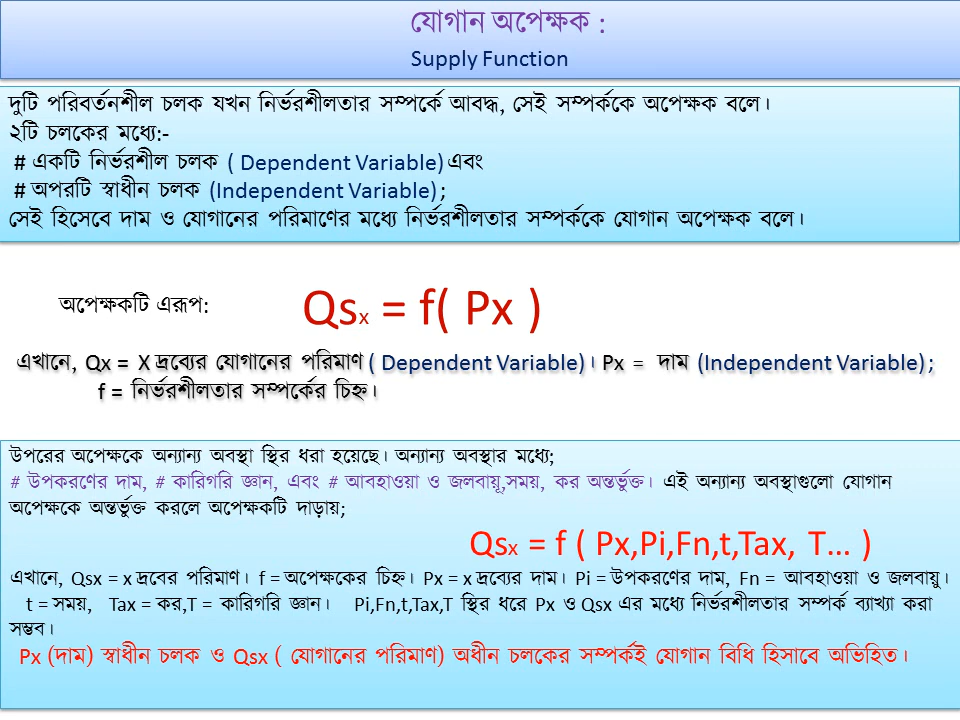 যোগান অপেক্ষক :
Supply Function
দুটি পরিবর্তনশীল চলক যখন নির্ভরশীলতার সম্পর্কে আবদ্ধ, সেই সম্পর্ককে অপেক্ষক বলে।
২টি চলকের মধ্যে:-
# একটি নির্ভরশীল চলক ( Dependent Variable) এবং
# অপরটি স্বাধীন চলক (Independent Variable) ;
সেই হিসেবে দাম ও যোগানের পরিমাণের মধ্যে নির্ভরশীলতার সম্পর্ককে যোগান অপেক্ষক বলে।
অপেক্ষকটি এরূপ: Qsx = f( Px )
এখানে, Qx = X দ্রব্যের যোগানের পরিমাণ ( Dependent Variable)। Px = দাম (Independent Variable) ;
f = নির্ভরশীলতার সম্পর্কের চিহ্ন।
উপরের অপেক্ষকে অন্যান্য অবস্থা স্থির ধরা হয়েছে। অন্যান্য অবস্থার মধ্যে;
# উপকরণের দাম, # কারিগরি জ্ঞান, এবং # আবহাওয়া ও জলবায়ূ,সময়, কর অন্তর্ভুক্ত। এই অন্যান্য অবস্থাগুলো যোগান
অপেক্ষকে অন্তর্ভুক্ত করলে অপেক্ষকটি দাড়ায়;
Qsx = f ( Px,Pi,Fn,t,Tax, T... )
এখানে, Qsx = x দ্রবের পরিমাণ। f = অপেক্ষকের চিহ্ন। Px = x দ্রব্যের দাম। Pi = উপকরণের দাম, Fn = আবহাওয়া ও জলবায়ু।
t = সময়, Tax = কর,T = কারিগরি জ্ঞান। Pi,Fn,t,Tax,T স্থির ধরে Px ও Qsx এর মধ্যে নির্ভরশীলতার সম্পর্ক ব্যাখ্যা করা
সম্ভব।
Px (দাম) স্বাধীন চলক ও Qsx ( যোগানের পরিমাণ) অধীন চলকের সম্পর্কই যোগান বিধি হিসাবে অভিহিত।